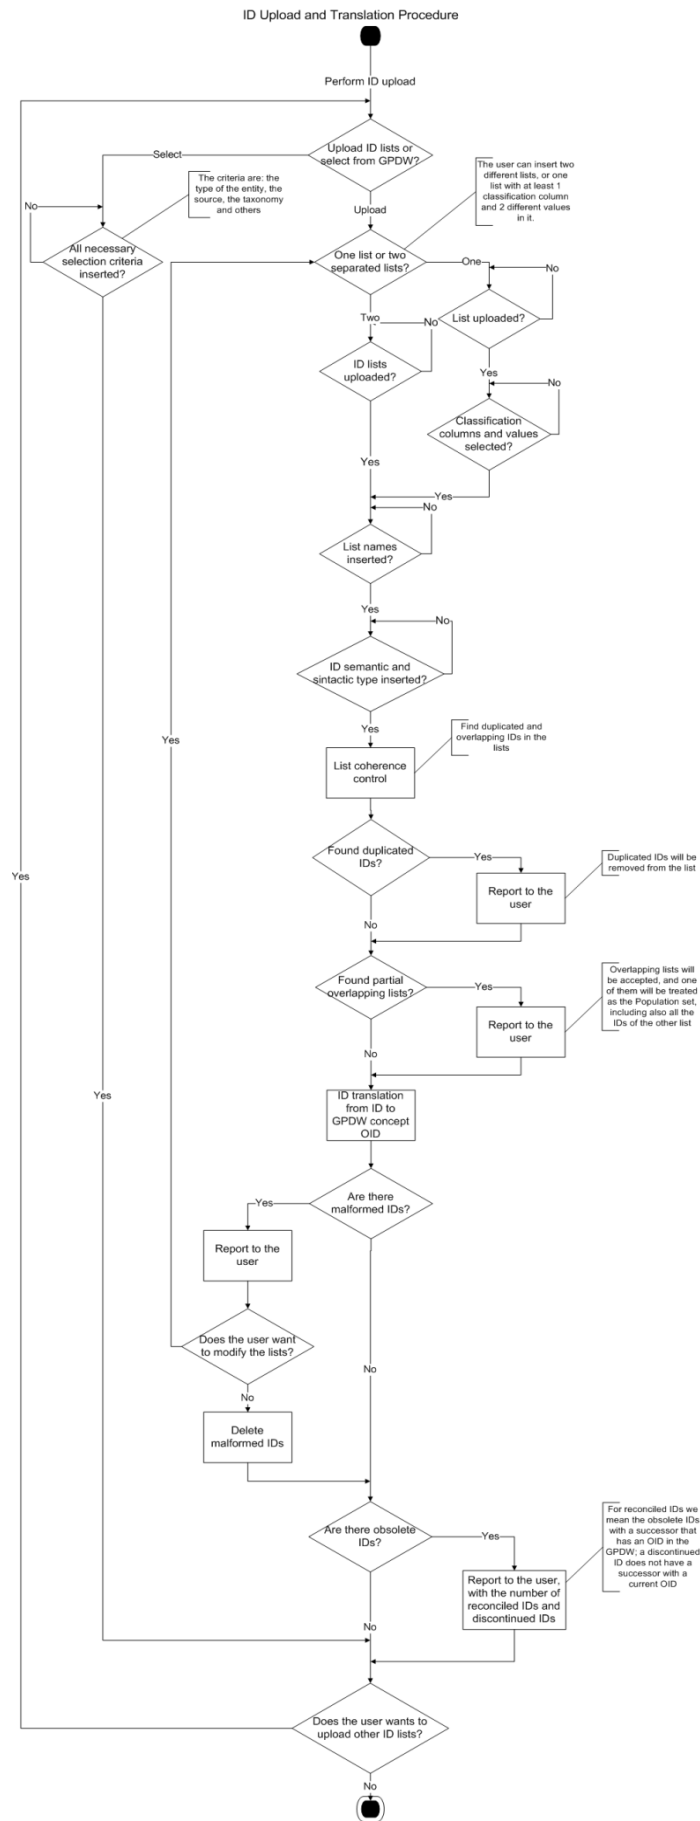 ID Upload and Translation Procedure
Perform ID upload
Upload ID lists or
select from GPDW?
Select
The criteria are: the
type of the entity, the
source, the taxonomy
and others
The user can insert two
different lists, or one
list with at least 1
classification column
and 2 different values
in it.
Upload
No
All necessary
selection criteria
inserted?
One list or two
separated lists?
One
No
List uploaded?
Two
No
ID lists
uploaded?
Yes
No
Classification
columns and values
selected?
Yes
Yes
No
List names
inserted?
Yes
No
ID semantic and
sintactic type inserted?
Yes
Find duplicated and
overlapping IDs in the
lists
Yes
List coherence
control
Found duplicated
IDs?
Yes
Duplicated IDs will be
removed from the list
Yes
Report to the
user
No
Found partial
overlapping lists?
Yes
Overlapping lists will
be accepted, and one
of them will be treated
as the Population set,
including also all the
IDs of the other list
Report to the
user
No
Yes
ID translation
from ID to
GPDW concept
OID
Are there
malformed IDs?
Yes
Report to the
user
Does the user want
to modify the lists?
No
No
Delete
malformed IDs
Are there obsolete
IDs?
Yes
For reconciled IDs we
mean the obsolete IDs
with a successor that
has an OID in the
GPDW; a discontinued
ID does not have a
successor with a
current OID
Report to the user,
with the number of
reconciled IDs and
discontinued IDs
No
Does the user wants to
upload other ID lists?
No